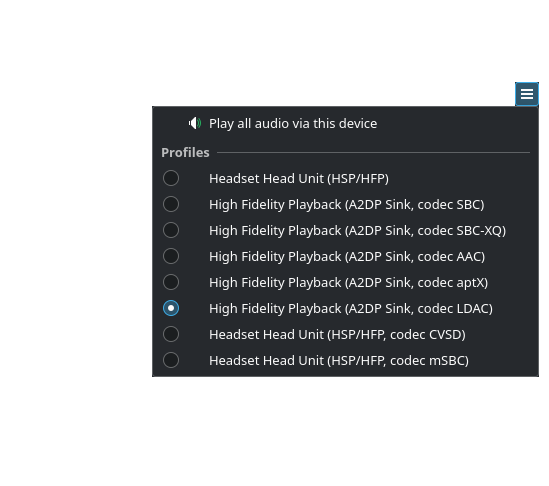 Play all audio via this device
Profiles
Headset Head Unit (HSP/HFP)
High Fidelity Playback (A2DP Sink, codec SBC)
High Fidelity Playback (A2DP Sink, codec SBC-XQ)
High Fidelity Playback (A2DP Sink, codec AAC)
High Fidelity Playback (A2DP Sink, codec aptX)
High Fidelity Playback (A2DP Sink, codec LDAC)
Headset Head Unit (HSP/HFP, codec CVSD)
Headset Head Unit (HSP/HFP, codec mSBC)